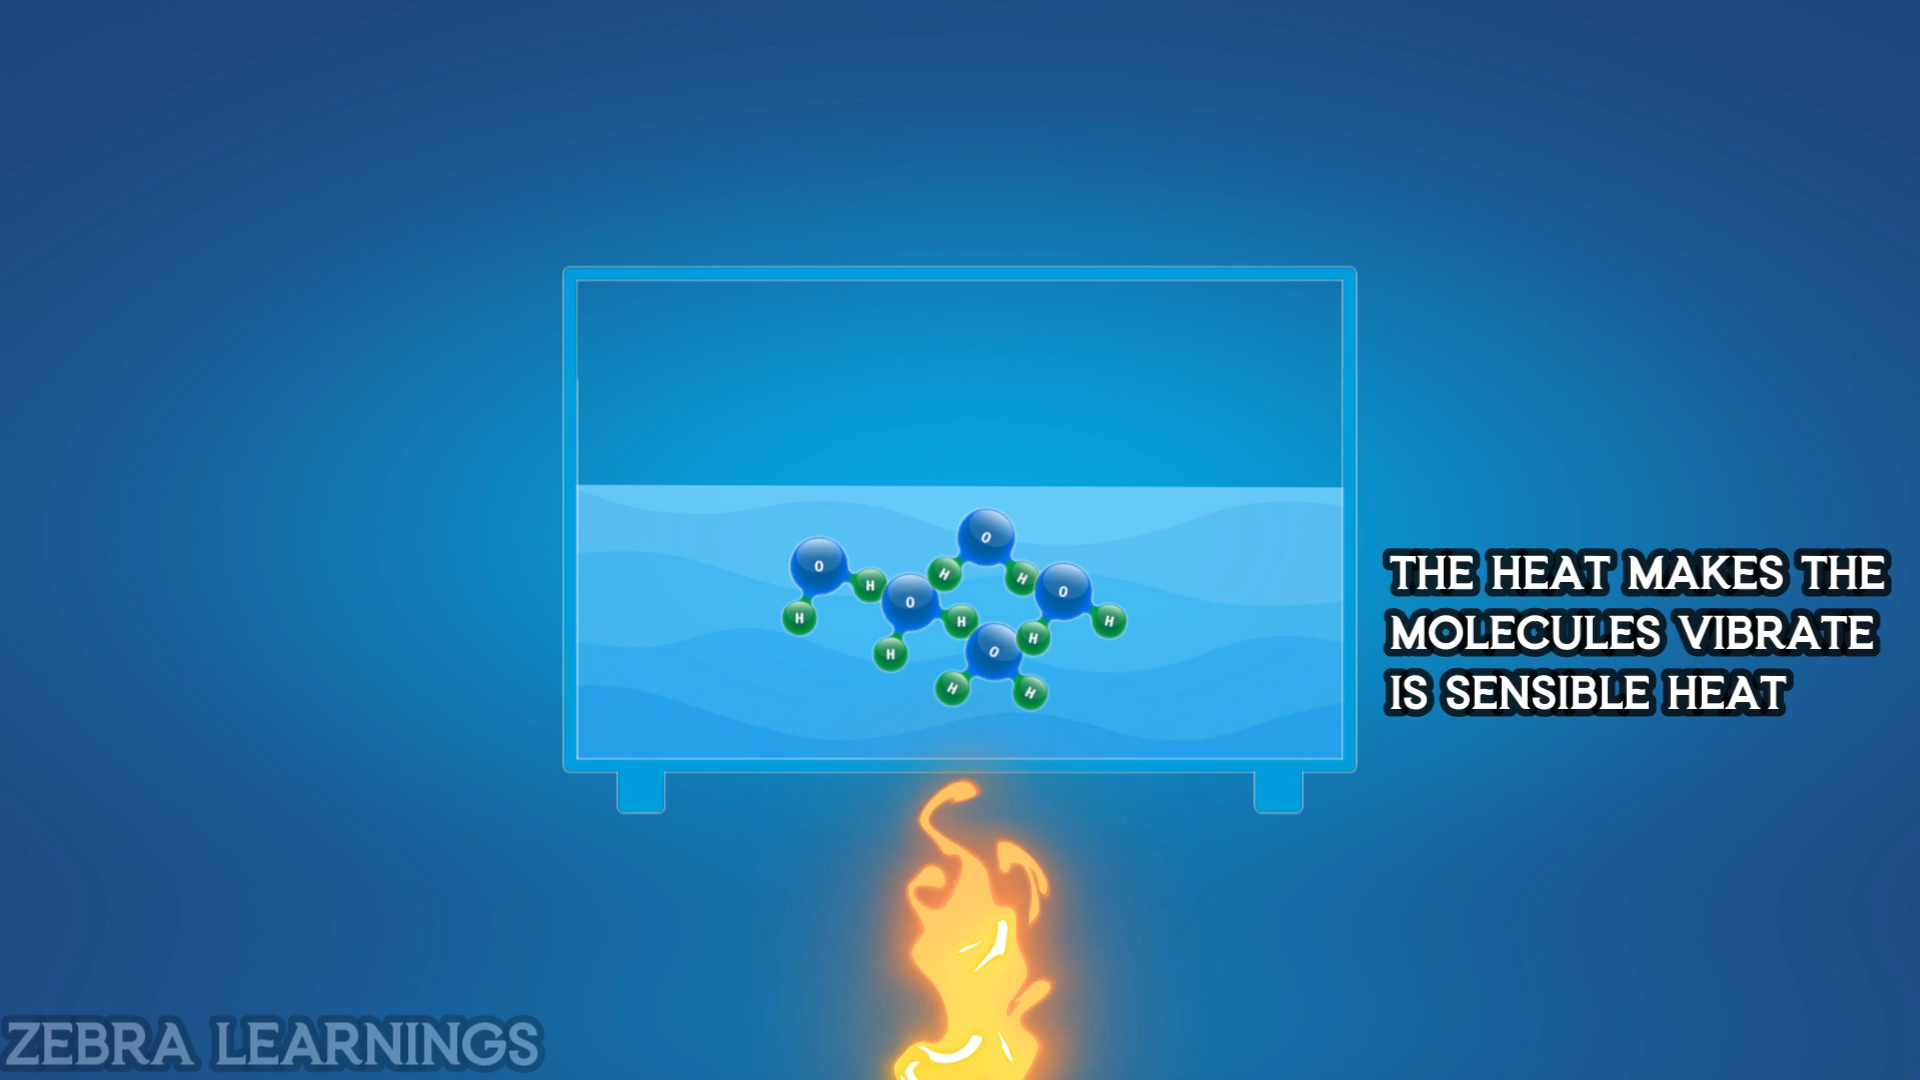 O
O
H
H
H
O
O
H
H
H
H
H
O
H
H
H
THE HEAT MAKES THE
MOLECULES VIBRATE
IS SENSIBLE HEAT
ZEBRA LEARNINGS